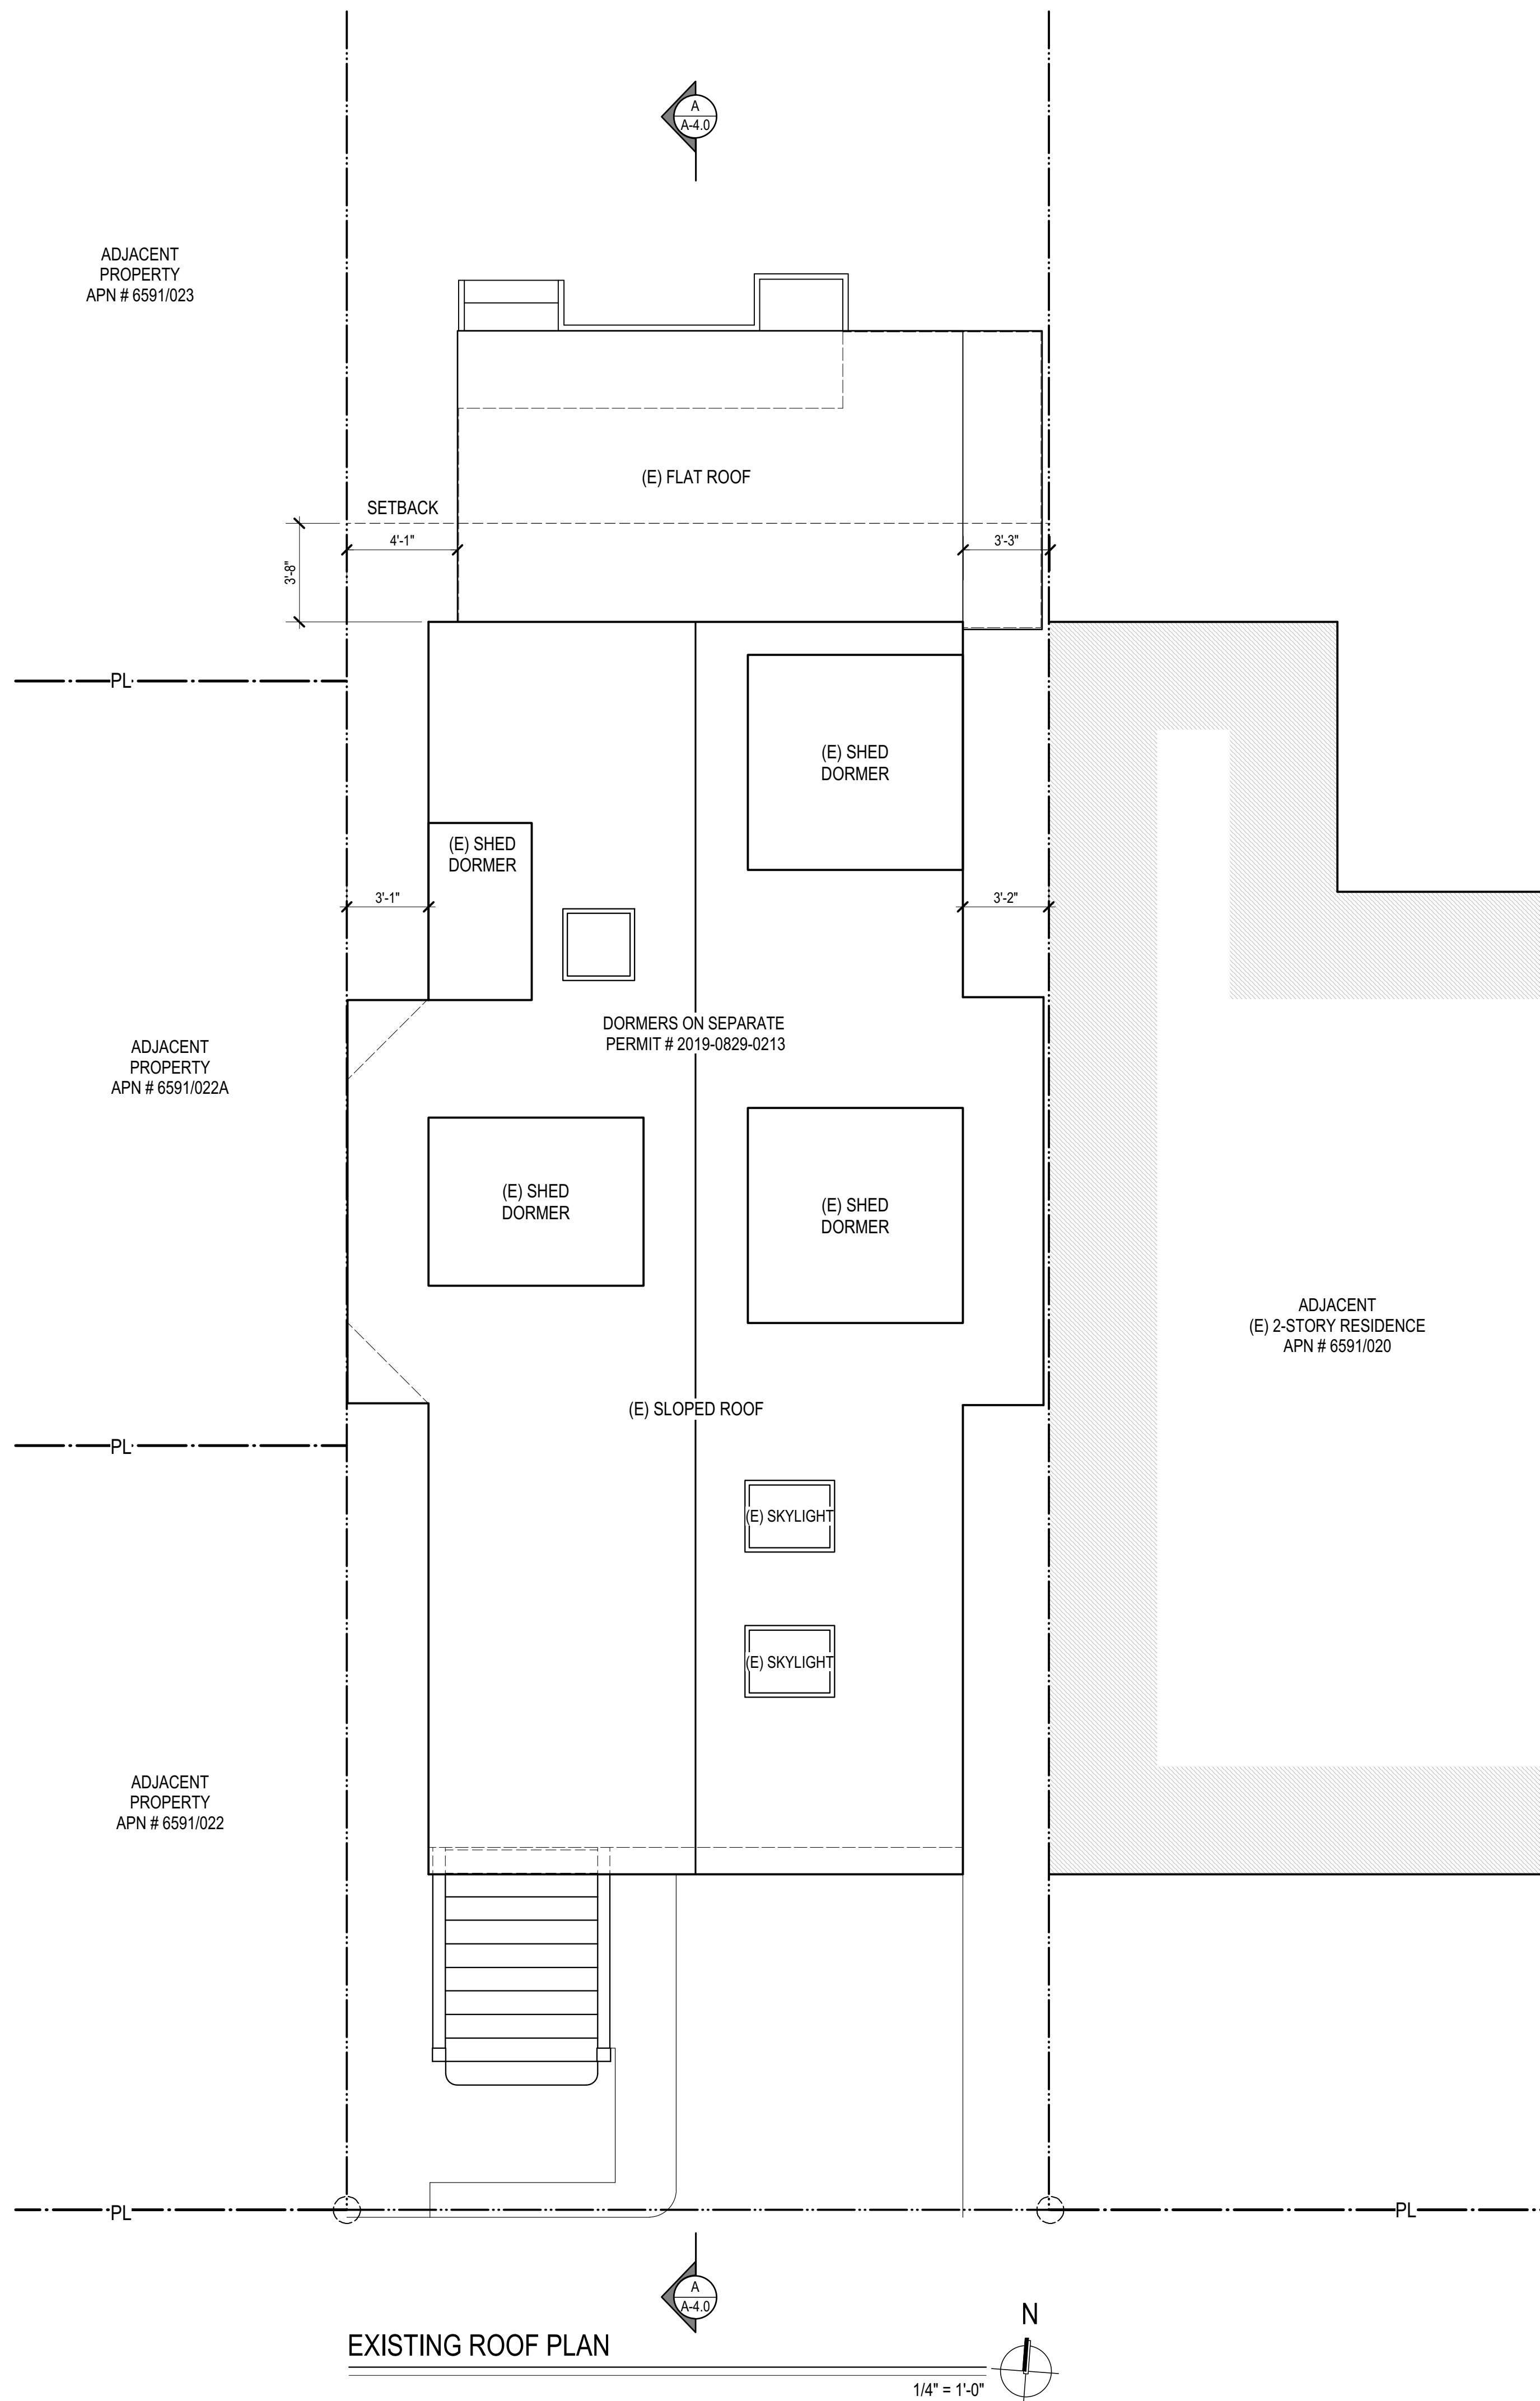 A
A-4.0
ADJACENT
PROPERTY
APN # 6591/023
(E) FLAT ROOF
SETBACK
4'-1"
3'-3"
3'-8"
PL
(E) SHED
DORMER
(E) SHED
DORMER
3'-1"
3'-2"
DORMERS ON SEPARATE
PERMIT # 2019-0829-0213
ADJACENT
PROPERTY
APN # 6591/022A
(E) SHED
DORMER
(E) SHED
DORMER
ADJACENT
(E) 2-STORY RESIDENCE
APN # 6591/020
(E) SLOPED ROOF
PL
(E) SKYLIGHT
(E) SKYLIGHT
ADJACENT
PROPERTY
APN # 6591/022
PL
PL
A
A-4.0
N
EXISTING ROOF PLAN
1/4" = 1'-0"